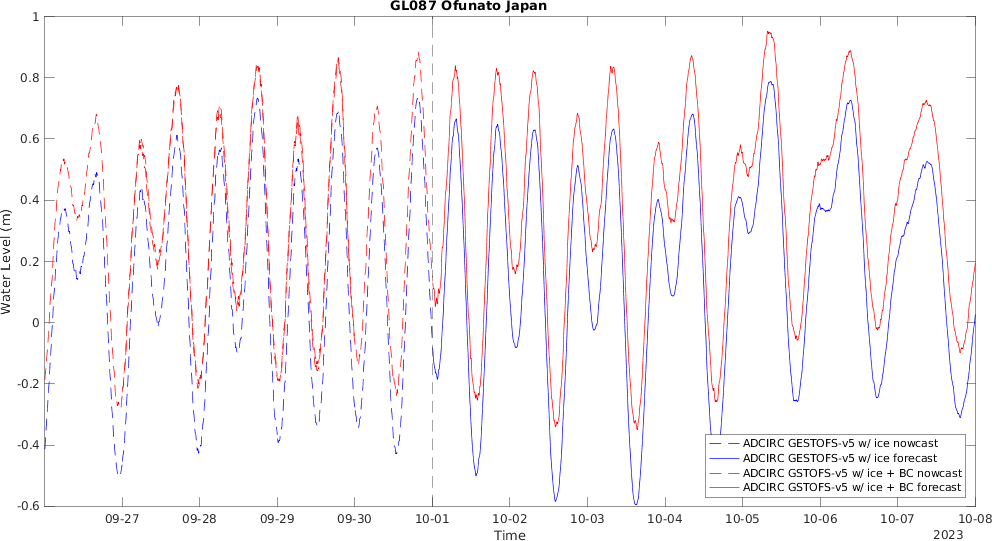 GL087 Ofunato Japan
1
0.8
0.6
0.4
0.2
0
-0.2
-0.4
-0.6
Water Level (m)
09-27 09-28 09-29 09-30 10-01 10-02 10-03 10-04 10-05 10-06 10-07 10-08
Time
2023
ADCIRC GESTOFS-v5 w/ ice nowcast
ADCIRC GESTOFS-v5 w/ ice forecast
ADCIRC GSTOFS-v5 w/ ice + BC nowcast
ADCIRC GSTOFS-v5 w/ ice + BC forecast